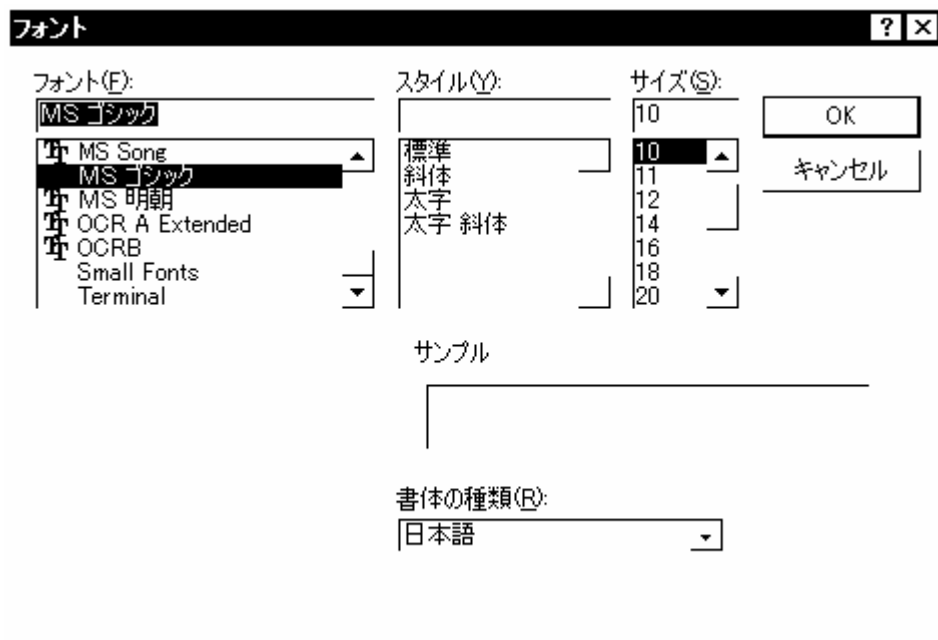 フォント
フォント(F):
MS ゴシック
MS Song
MS ゴシック
MS 明朝
OCR A Extended
OCRB
Small Fonts
Terminal
スタイル(Y):
標準
斜体
太字
太字 斜体
サイズ(S):
10
10
11
12
14
16
18
20
OK
キャンセル
サンプル
書体の種類(R):
日本語